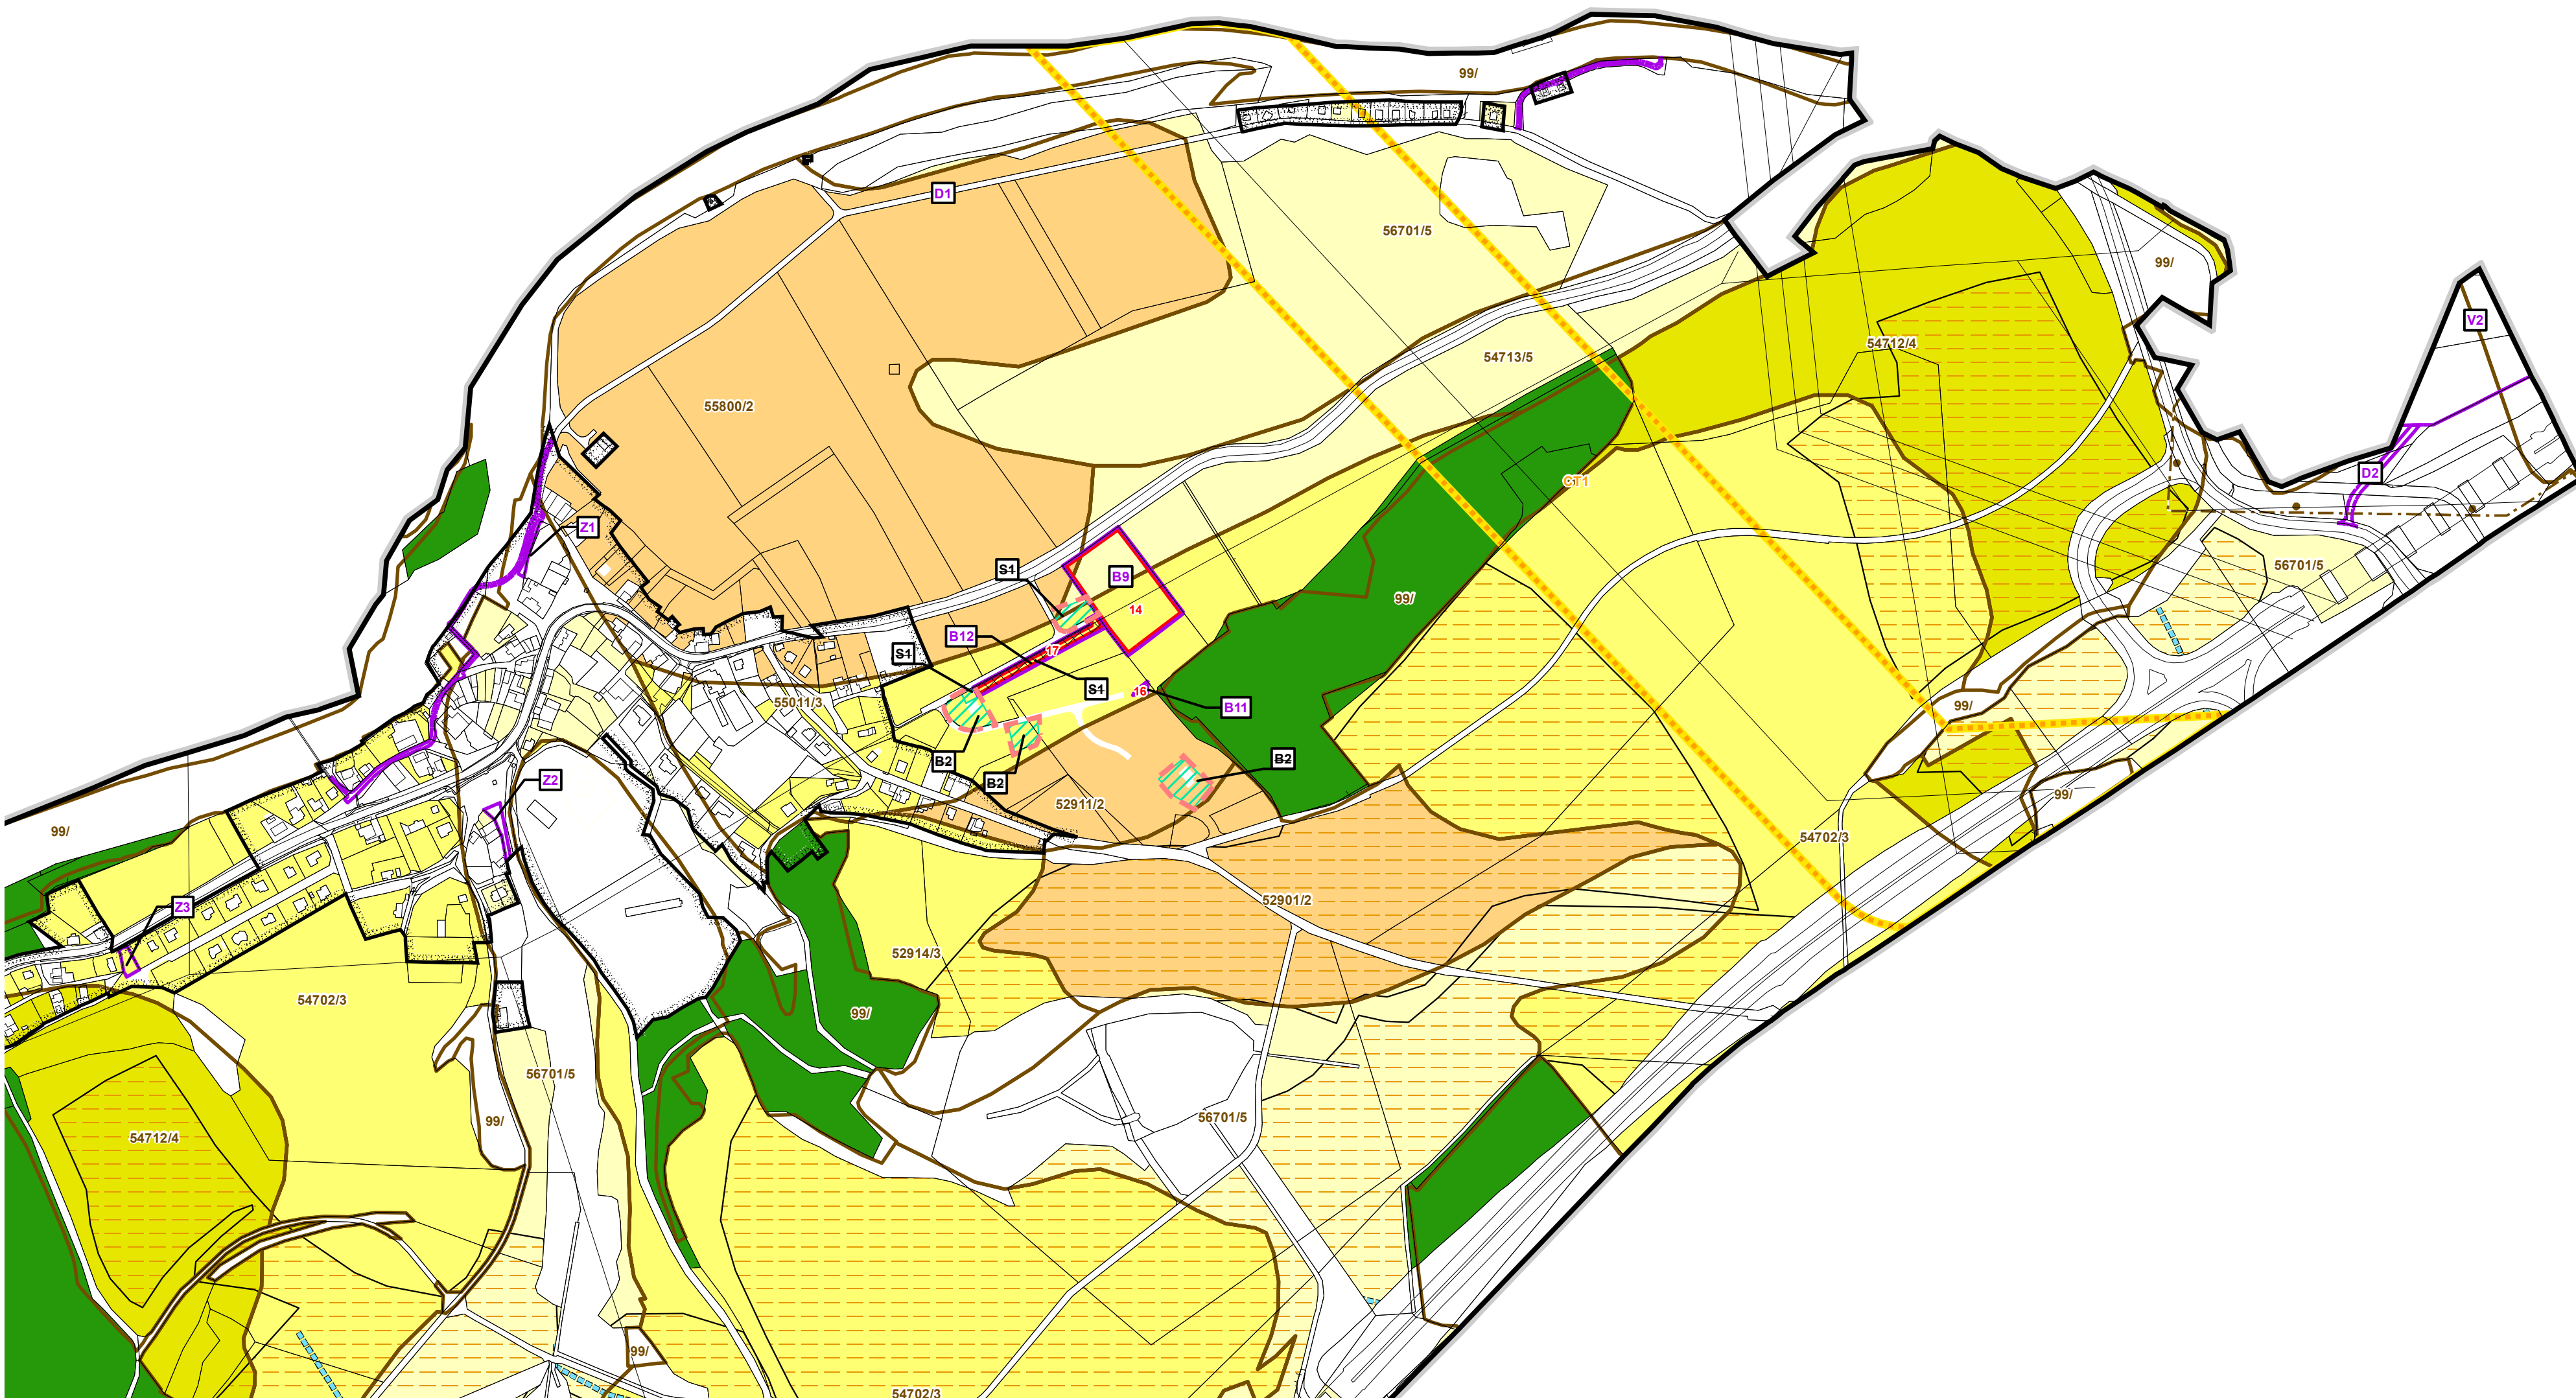 99/
D1
56701/5
99/
V2
54713/5
54712/4
55800/2
D2
CT1
Z1
56701/5
S1
B9
99/
14
B12
17
S1
S1
16
55011/3
B11
99/
B2
B2
Z2
B2
99/
52911/2
99/
54702/3
52901/2
Z3
52914/3
54702/3
99/
56701/5
99/
56701/5
54712/4
99/
54702/3